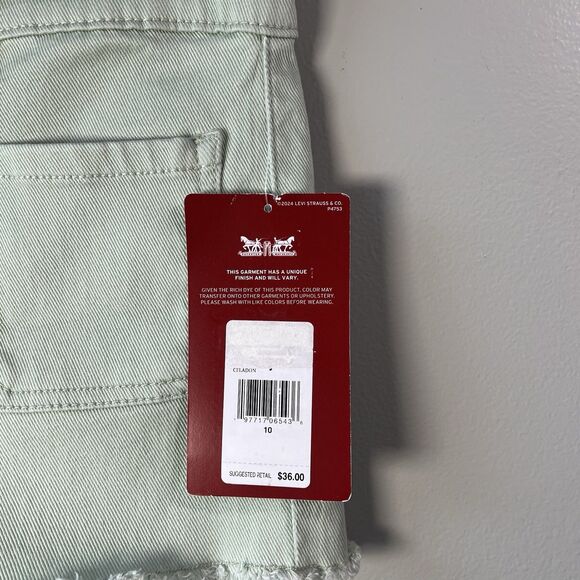 ©2024 LEVI STRAUSS & CO.
P4753
THIS GARMENT HAS A UNIQUE
FINISH AND WILL VARY.
GIVEN THE RICH DYE OF THIS PRODUCT, COLOR MAY
TRANSFER ONTO OTHER GARMENTS OR UPHOLSTERY.
PLEASE WASH WITH LIKE COLORS BEFORE WEARING.
CELADON
97717 06543
10
SUGGESTED RETAIL $36.00